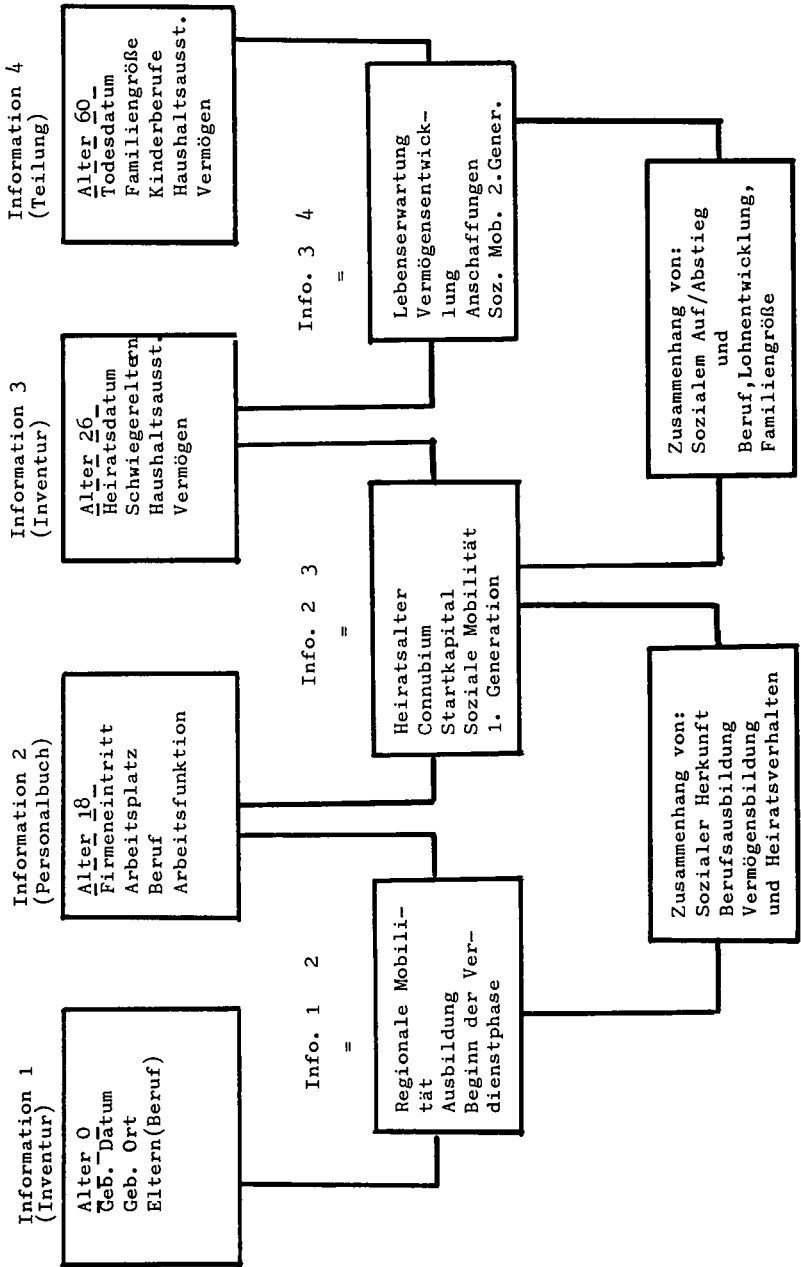 Information 1
(Inventur)
Alter 0
Geb. Datum
Geb. Ort
Eltern(Beruf)
Information 2
(Personalbuch)
Alter 18
Firmeneintritt
Arbeitsplatz
Beruf
Arbeitsfunktion
Information 3
(Inventur)
Alter 26
Heiratsdatum
Schwiegereltern
Haushaltsausst.
Vermögen
Information 4
(Teilung)
Alter 60
Todesdatum
Familiengröße
Kinderberufe
Haushaltsausst.
Vermögen
Info. 1 2
=
Regionale Mobili-
tät
Ausbildung
Beginn der Ver-
dienstphase
Info. 2 3
=
Heiratsalter
Connubium
Startkapital
Soziale Mobilität
1. Generation
Info. 3 4
=
Lebenserwartung
Vermögensentwick-
lung
Anschaffungen
Soz. Mob. 2.Gener.
Zusammenhang von:
Sozialer Herkunft
Berufsausbildung
Vermögensbildung
und Heiratsverhalten
Zusammenhang von:
Sozialem Auf/Abstieg
und
Beruf,Lohnentwicklung,
Familiengröße